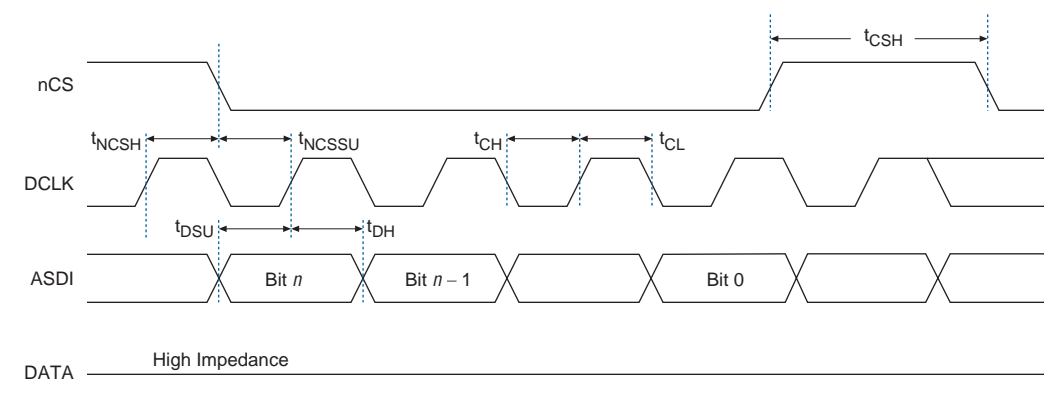 tCSH
nCS
tNCSH
tNCSSU
tCH
tCL
DCLK
tDSU
tDH
ASDI
Bit n
Bit n – 1
Bit 0
High Impedance
DATA